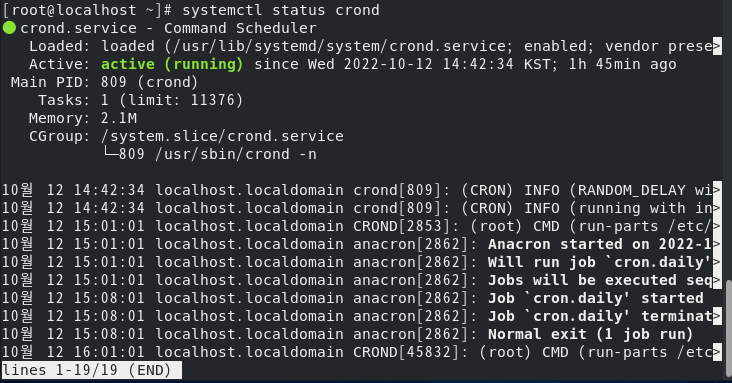 [root@localhost ~]# systemctl status crond
● crond.service - Command Scheduler
   Loaded: loaded (/usr/lib/systemd/system/crond.service; enabled; vendor prese>
   Active: active (running) since Wed 2022-10-12 14:42:34 KST; 1h 45min ago
 Main PID: 809 (crond)
    Tasks: 1 (limit: 11376)
   Memory: 2.1M
   CGroup: /system.slice/crond.service
           └─809 /usr/sbin/crond -n
10월 12 14:42:34 localhost.localdomain crond[809]: (CRON) INFO (RANDOM_DELAY wi>
10월 12 14:42:34 localhost.localdomain crond[809]: (CRON) INFO (running with in>
10월 12 15:01:01 localhost.localdomain CROND[2853]: (root) CMD (run-parts /etc/>
10월 12 15:01:01 localhost.localdomain anacron[2862]: Anacron started on 2022-1>
10월 12 15:01:01 localhost.localdomain anacron[2862]: Will run job `cron.daily'>
10월 12 15:01:01 localhost.localdomain anacron[2862]: Jobs will be executed seq>
10월 12 15:08:01 localhost.localdomain anacron[2862]: Job `cron.daily' started
10월 12 15:08:01 localhost.localdomain anacron[2862]: Job `cron.daily' terminat>
10월 12 15:08:01 localhost.localdomain anacron[2862]: Normal exit (1 job run)
10월 12 16:01:01 localhost.localdomain CROND[45832]: (root) CMD (run-parts /etc>
lines 1-19/19 (END)